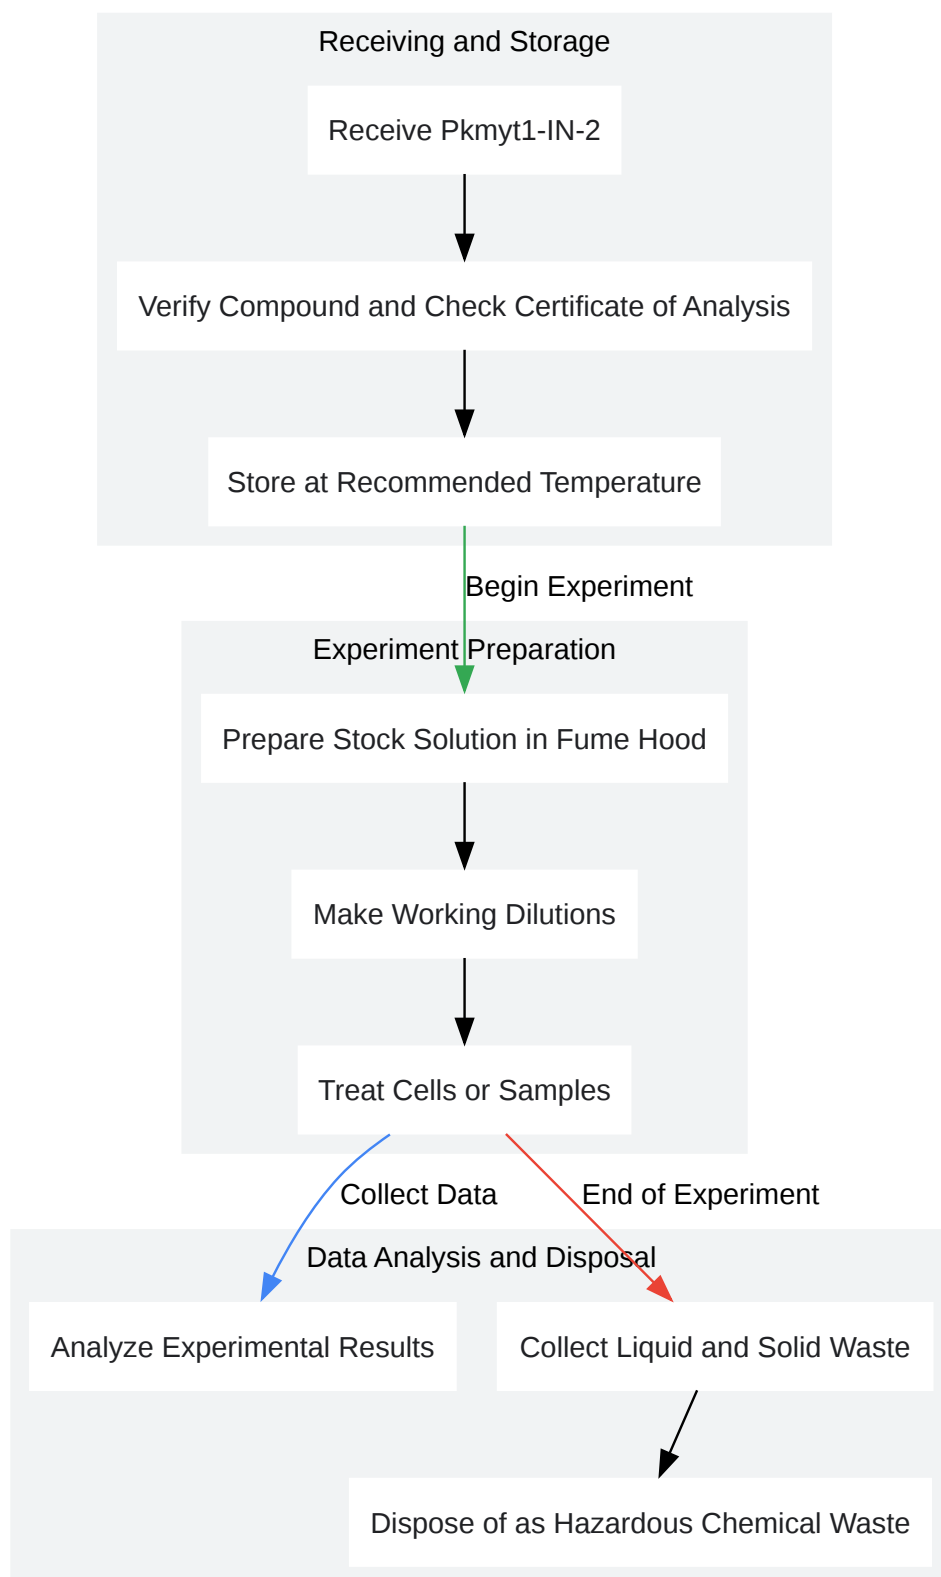 Receiving and Storage
Receive Pkmyt1-IN-2
Verify Compound and Check Certificate of Analysis
Store at Recommended Temperature
Begin Experiment
Experiment Preparation
Prepare Stock Solution in Fume Hood
Make Working Dilutions
Treat Cells or Samples
Collect Data
End of Experiment
Data Analysis and Disposal
Analyze Experimental Results
Collect Liquid and Solid Waste
Dispose of as Hazardous Chemical Waste